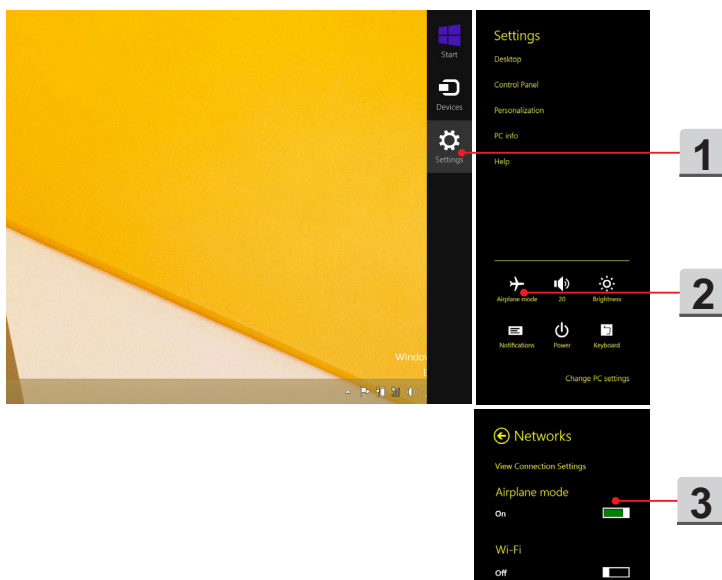 Start
Devices
Settings
Settings
Desktop
Control Panel
Personalization
PC info
Help
1
Airplane mode
20
Brightness
2
Notifications
Power
Keyboard
Change PC settings
Windo
Networks
View Connection Settings
Airplane mode
On
3
Wi-Fi
Off